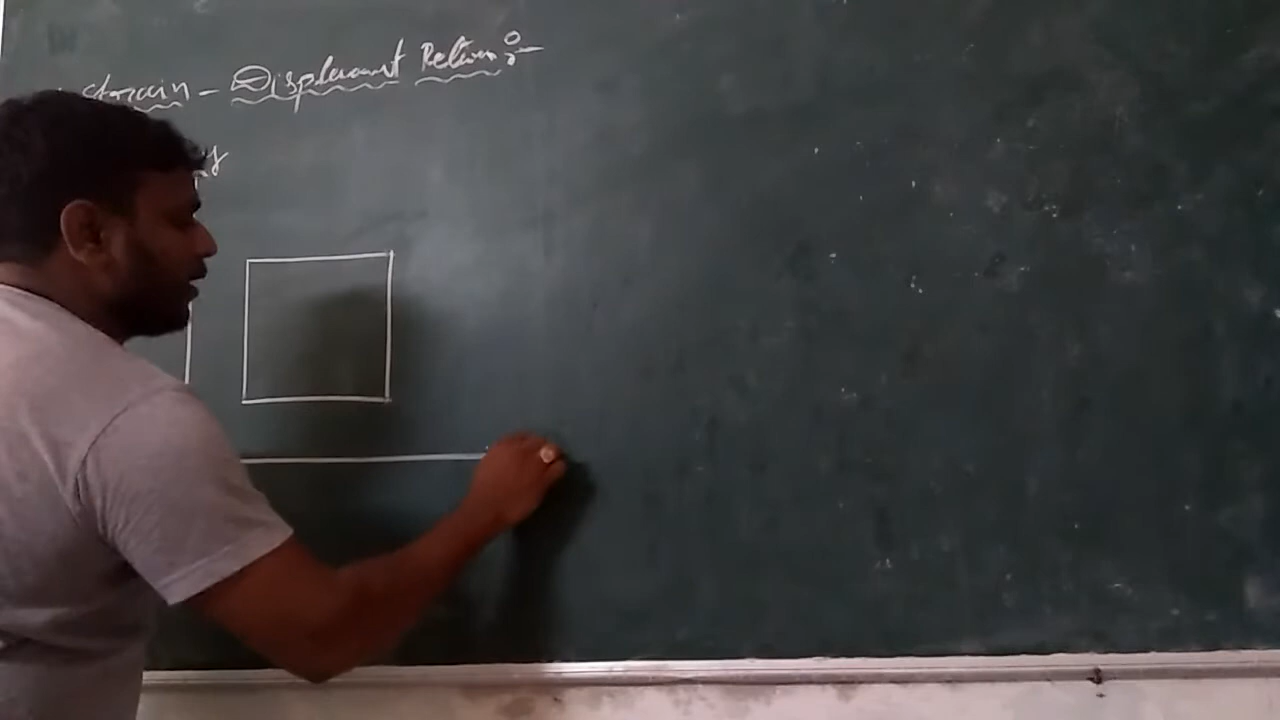 Strain - Displacement Relation:-
y